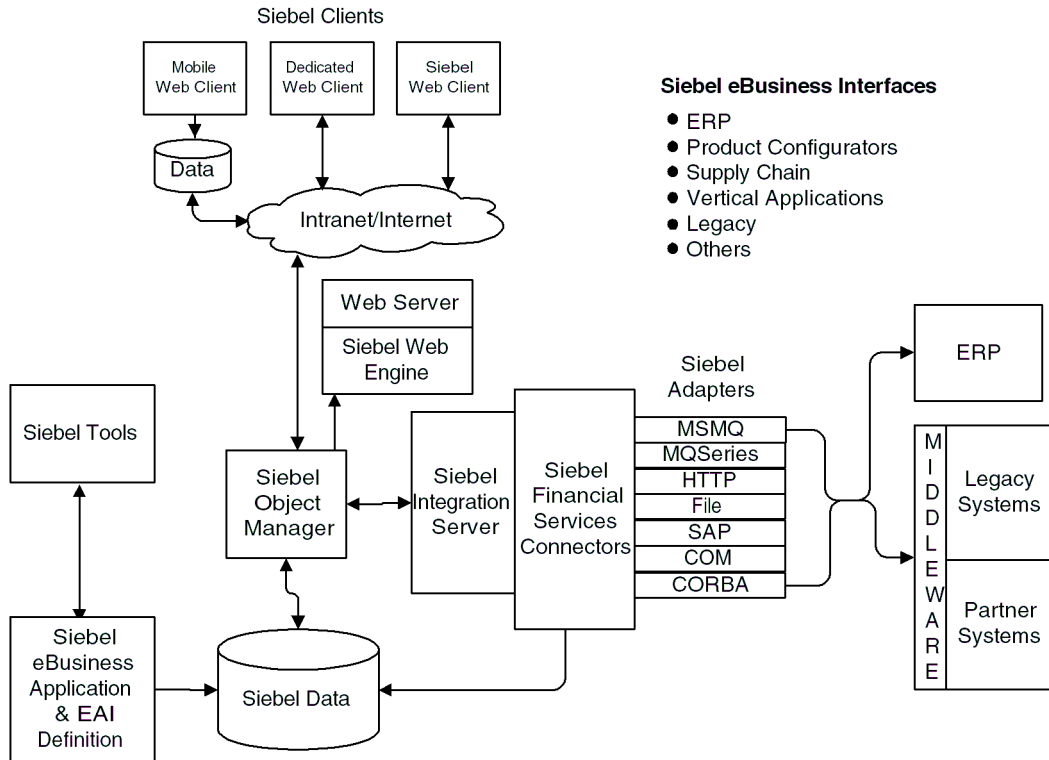 Siebel Clients
Mobile
Web Client
Dedicated
Web Client
Siebel
Web Client
Data
Intranet/Internet
Siebel eBusiness Interfaces
● ERP
● Product Configurators
● Supply Chain
● Vertical Applications
● Legacy
● Others
Web Server
Siebel Web
Engine
Siebel Tools
Siebel
Object
Manager
Siebel
Integration
Server
Siebel
Financial
Services
Connectors
Siebel
Adapters
MSMQ
MQSeries
HTTP
File
SAP
COM
CORBA
ERP
MIDDLEWARE
Legacy
Systems
Partner
Systems
Siebel
eBusiness
Application
& EAI
Definition
Siebel Data